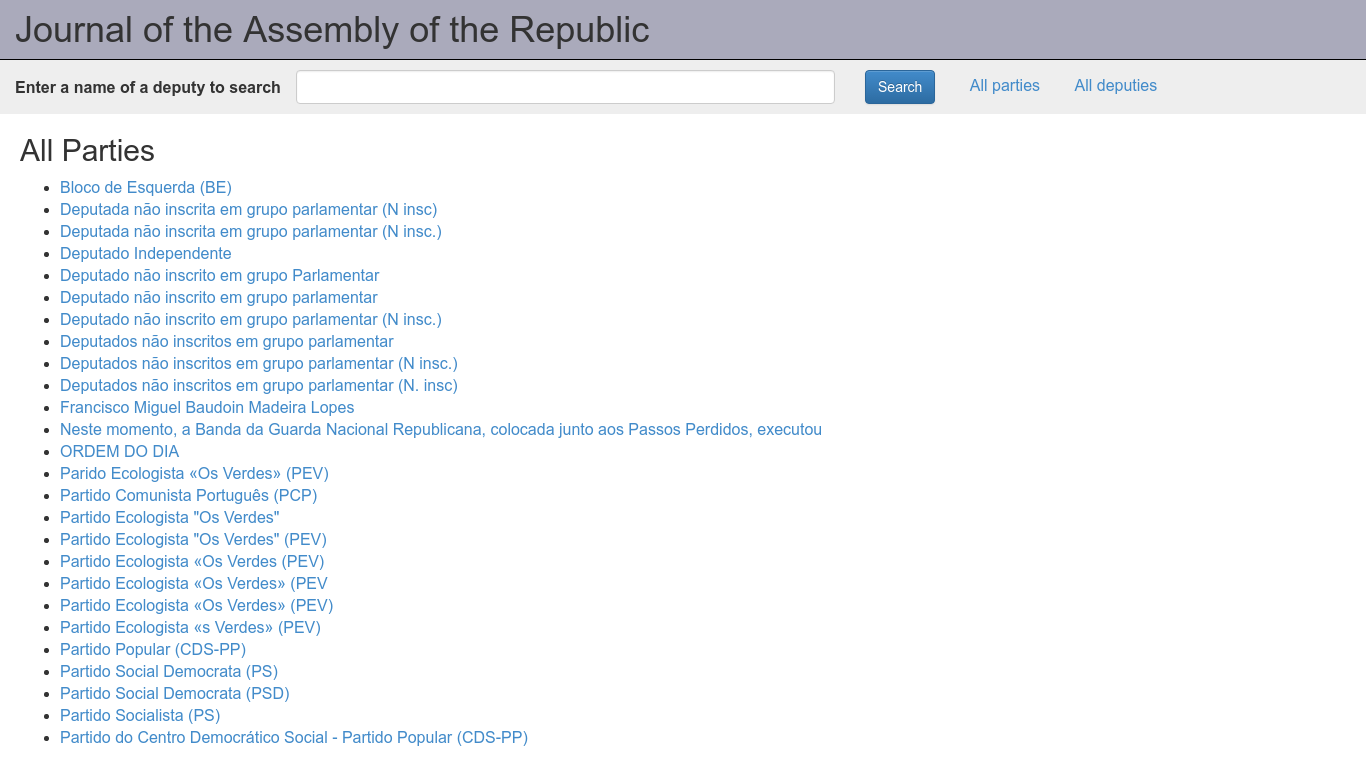 Journal of the Assembly of the Republic
Enter a name of a deputy to search Search All parties All deputies
All Parties
Bloco de Esquerda (BE)
Deputada não inscrita em grupo parlamentar (N insc)
Deputada não inscrita em grupo parlamentar (N insc.)
Deputado Independente
Deputado não inscrito em grupo Parlamentar
Deputado não inscrito em grupo parlamentar
Deputado não inscrito em grupo parlamentar (N insc.)
Deputados não inscritos em grupo parlamentar
Deputados não inscritos em grupo parlamentar (N insc.)
Deputados não inscritos em grupo parlamentar (N. insc)
Francisco Miguel Baudoin Madeira Lopes
Neste momento, a Banda da Guarda Nacional Republicana, colocada junto aos Passos Perdidos, executou
ORDEM DO DIA
Parido Ecologista «Os Verdes» (PEV)
Partido Comunista Português (PCP)
Partido Ecologista "Os Verdes"
Partido Ecologista "Os Verdes" (PEV)
Partido Ecologista «Os Verdes (PEV)
Partido Ecologista «Os Verdes» (PEV
Partido Ecologista «Os Verdes» (PEV)
Partido Ecologista «s Verdes» (PEV)
Partido Popular (CDS-PP)
Partido Social Democrata (PS)
Partido Social Democrata (PSD)
Partido Socialista (PS)
Partido do Centro Democrático Social - Partido Popular (CDS-PP)